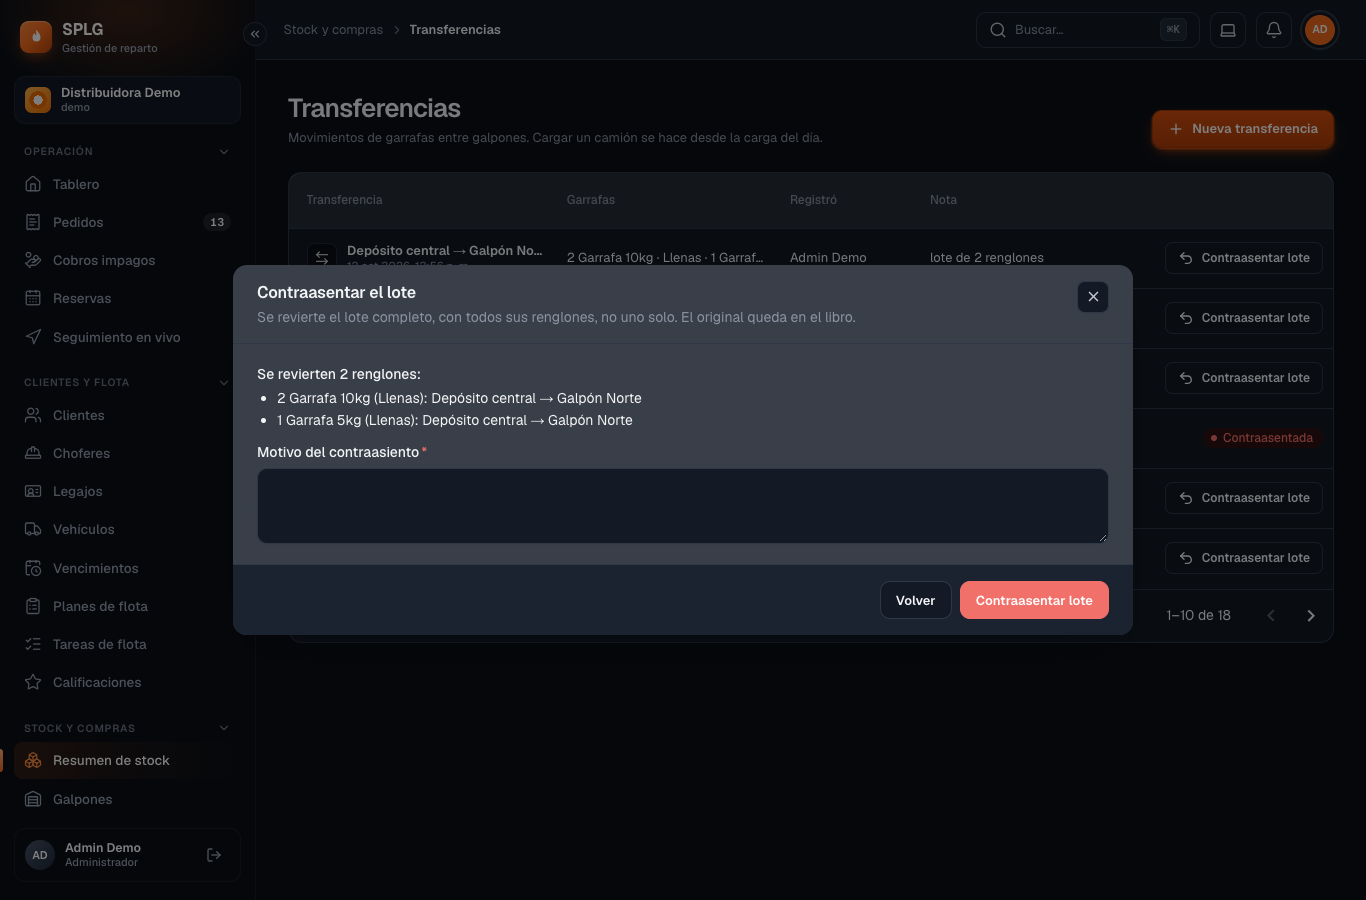 SPLG
Gestión de reparto
Distribuidora Demo
demo
OPERACIÓN
Tablero
Pedidos
13
Cobros impagos
Reservas
Seguimiento en vivo
CLIENTES Y FLOTA
Clientes
Choferes
Legajos
Vehículos
Vencimientos
Planes de flota
Tareas de flota
Calificaciones
STOCK Y COMPRAS
Resumen de stock
Galpones
AD
Admin Demo
Administrador
Stock y compras
Transferencias
Buscar...
⌘K
AD
Transferencias
Movimientos de garrafas entre galpones. Cargar un camión se hace desde la carga del día.
Nueva transferencia
Transferencia
Garrafas
Registró
Nota
Depósito central → Galpón No...
2 Garrafa 10kg · Llenas · 1 Garraf...
Admin Demo
lote de 2 renglones
Contraasentar lote
Contraasentar lote
Contraasentar lote
Contraasentada
Contraasentar lote
Contraasentar lote
1–10 de 18
Contraasentar el lote
Se revierte el lote completo, con todos sus renglones, no uno solo. El original queda en el libro.
Se revierten 2 renglones:
2 Garrafa 10kg (Llenas): Depósito central → Galpón Norte
1 Garrafa 5kg (Llenas): Depósito central → Galpón Norte
Motivo del contraasiento *
Volver
Contraasentar lote